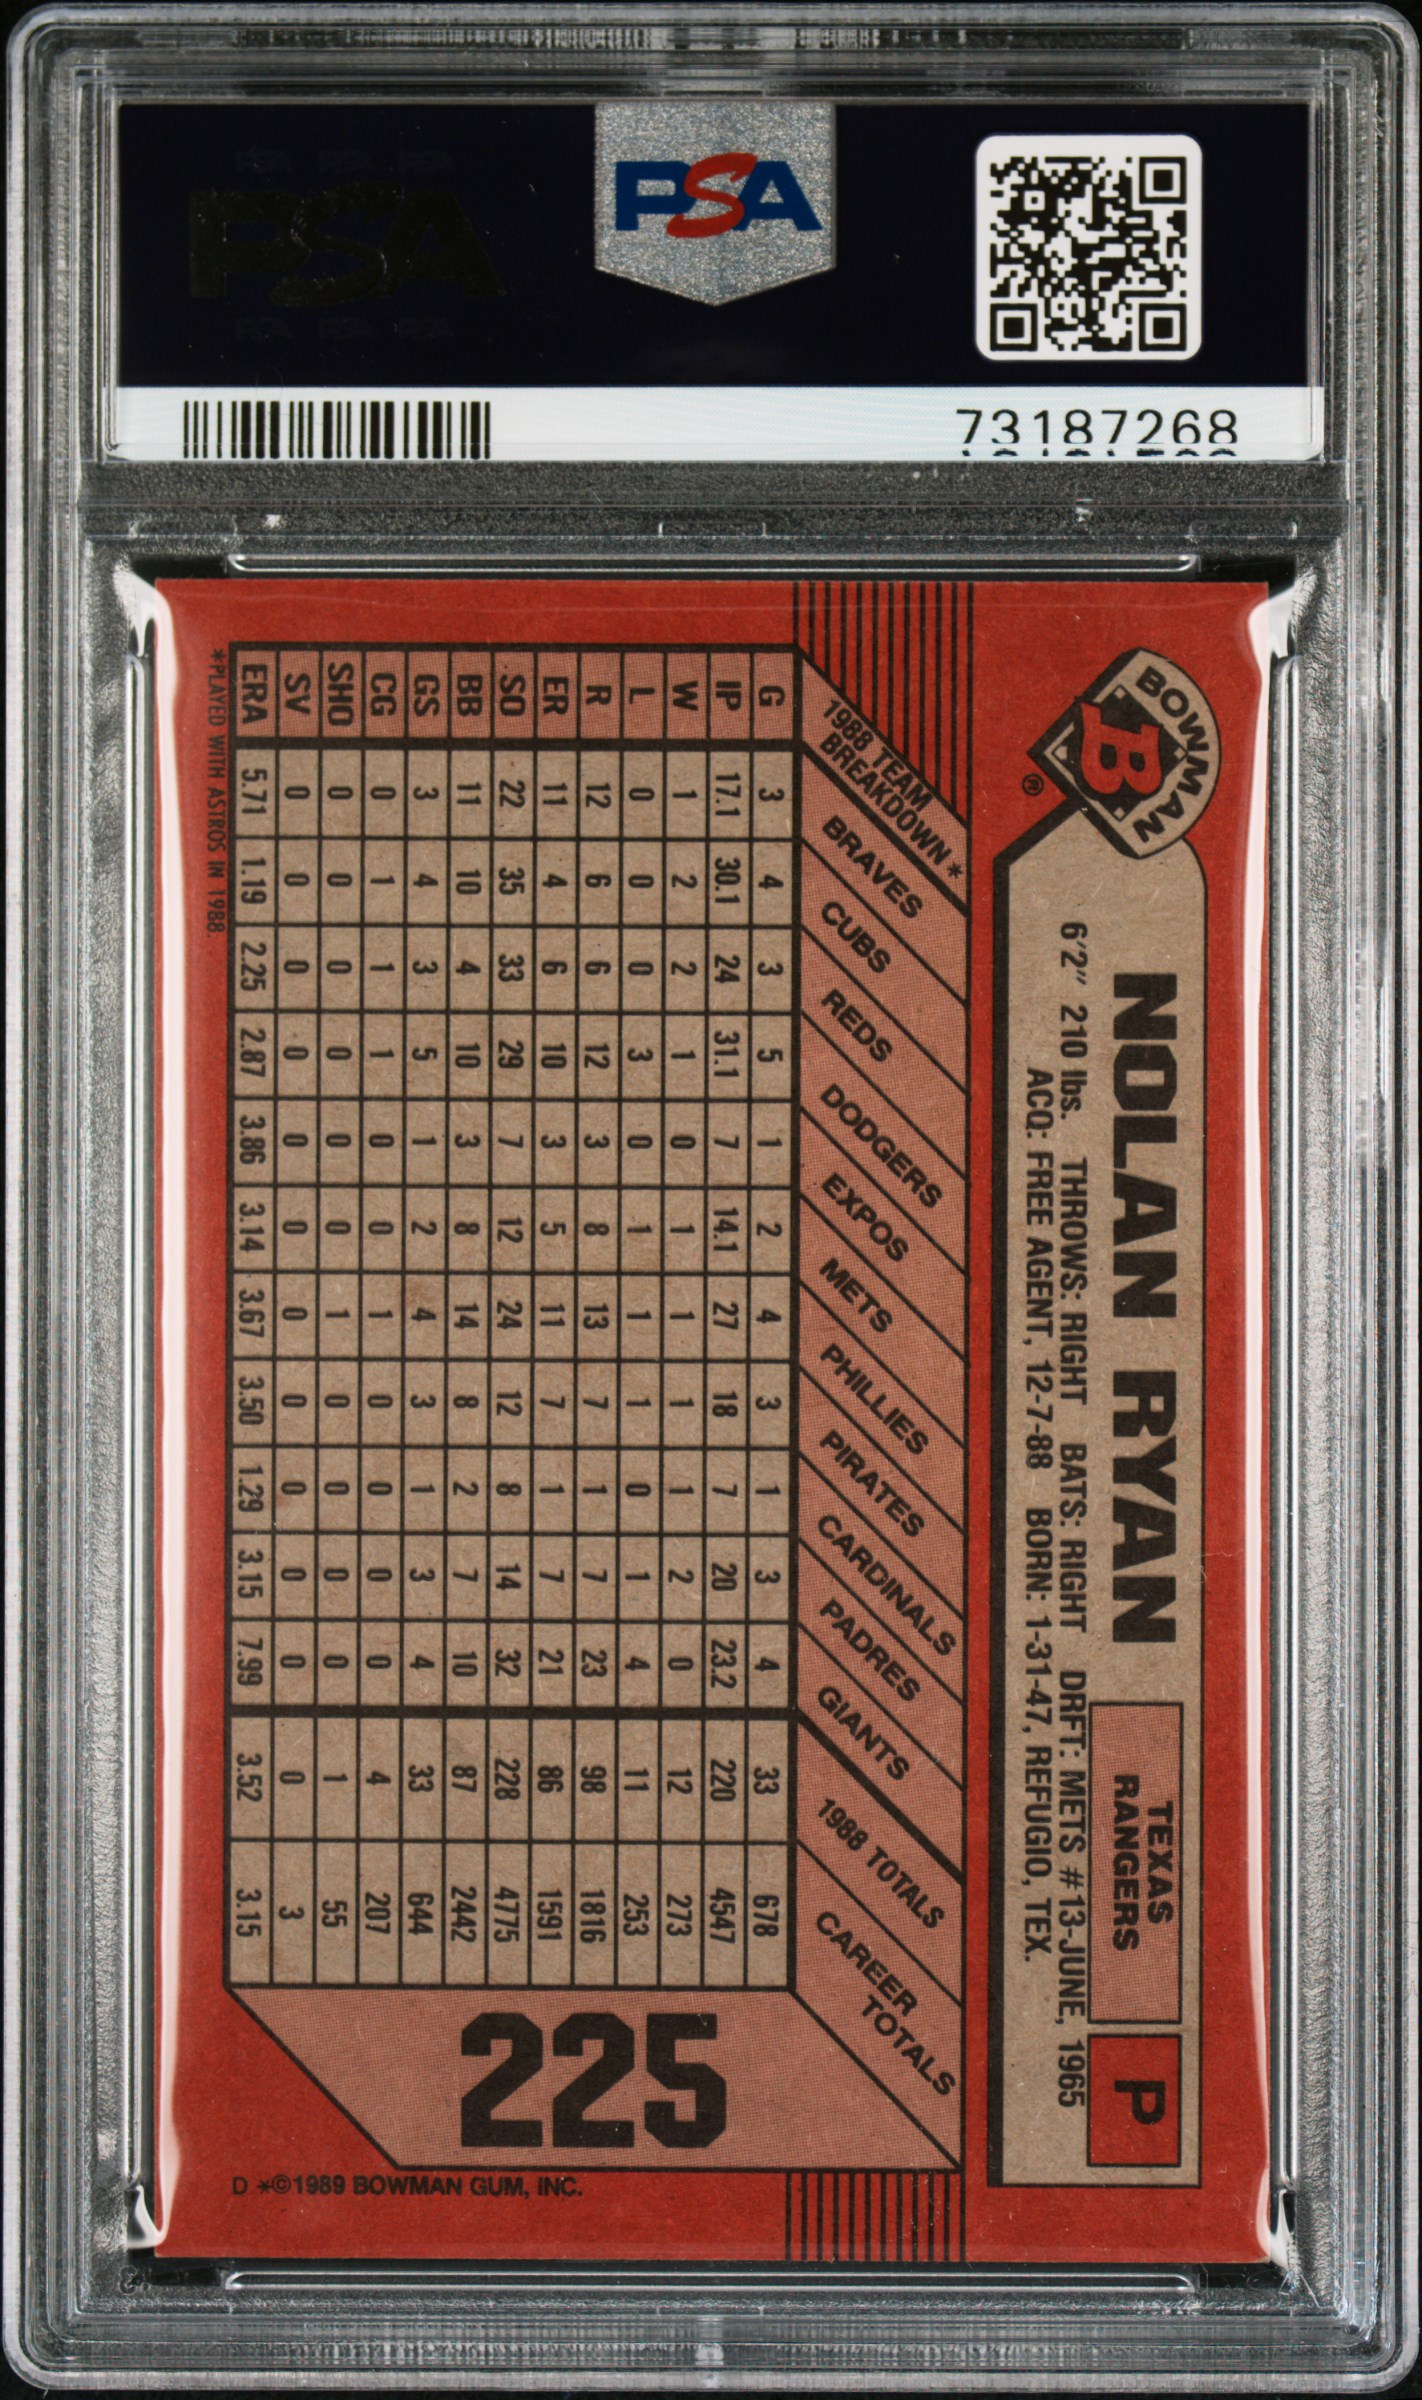 PSA
PSA
73187268
BOWMAN
B
®
NOLAN RYAN
TEXAS
RANGERS
P
6'2" 210 lbs. THROWS: RIGHT BATS: RIGHT DRFT: METS #13-JUNE, 1965
ACQ: FREE AGENT, 12-7-88 BORN: 1-31-47, REFUGIO, TEX.
1988 TEAM
BREAKDOWN*
BRAVES CUBS REDS DODGERS EXPOS METS PHILLIES PIRATES CARDINALS PADRES GIANTS 1988 TOTALS CAREER TOTALS
G 3 4 3 5 1 2 4 3 1 3 4 33 678
IP 17.1 30.1 24 31.1 7 14.1 27 18 7 20 23.2 220 4547
W 1 2 2 1 0 1 1 1 1 2 0 12 273
L 0 0 0 3 0 1 1 1 0 1 4 11 253
R 12 6 6 12 3 8 13 7 1 7 23 98 1816
ER 11 4 6 10 3 5 11 7 1 7 21 86 1591
SO 22 35 33 29 7 12 24 12 8 14 32 228 4775
BB 11 10 4 10 3 8 14 8 2 7 10 87 2442
GS 3 4 3 5 1 2 4 3 1 3 4 33 644
CG 0 1 1 1 0 0 1 0 0 0 0 4 207
SHO 0 0 0 0 0 0 1 0 0 0 0 1 55
SV 0 0 0 0 0 0 0 0 0 0 0 0 3
ERA 5.71 1.19 2.25 2.87 3.86 3.14 3.67 3.50 1.29 3.15 7.99 3.52 3.15
*PLAYED WITH ASTROS IN 1988.
225
D *©1989 BOWMAN GUM, INC.